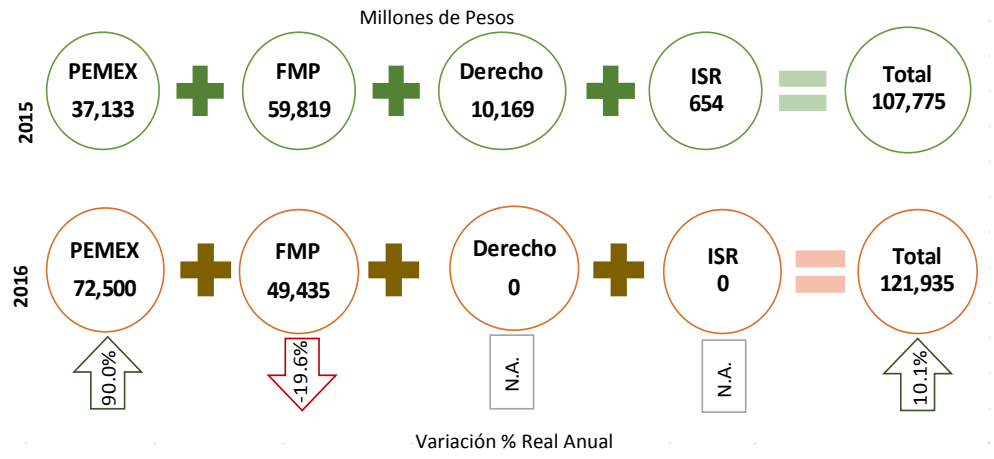 Millones de Pesos
2015
PEMEX
37,133
FMP
59,819
Derecho
10,169
ISR
654
Total
107,775
2016
PEMEX
72,500
FMP
49,435
Derecho
0
ISR
0
Total
121,935
90.0%
-19.6%
N.A.
N.A.
10.1%
Variación % Real Anual